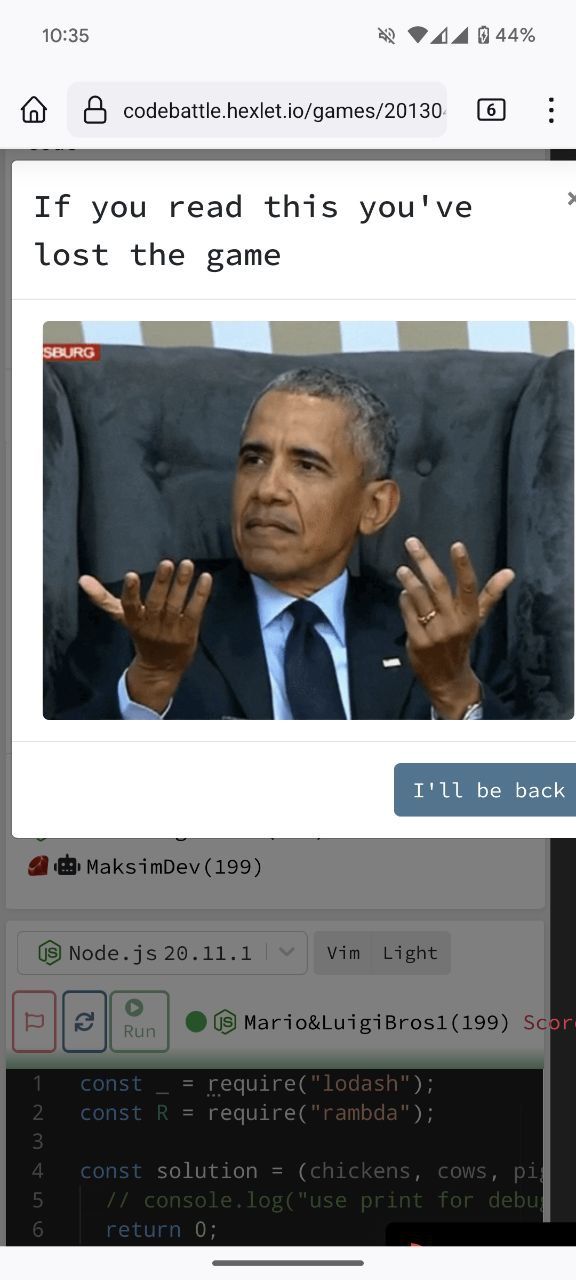 10:35
44%
codebattle.hexlet.io/games/20130
6
If you read this you've
lost the game
SBURG
I'll be back
MaksimDev(199)
Node.js 20.11.1
Vim Light
Run
JS Mario&LuigiBros1(199) Scor
1 const _ = require("lodash");
2 const R = require("rambda");
3
4 const solution = (chickens, cows, pig
5 // console.log("use print for debug
6 return 0;